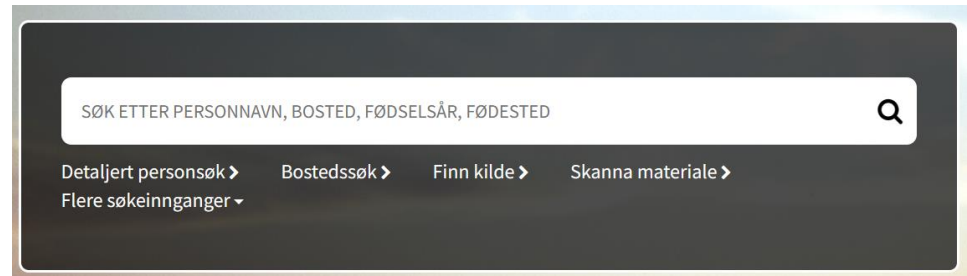 SØK ETTER PERSONNAVN, BOSTED, FØDSELSÅR, FØDESTED
Detaljert personsøk Bostedssøk Finn kilde Skanna materiale
Flere søkeinnganger